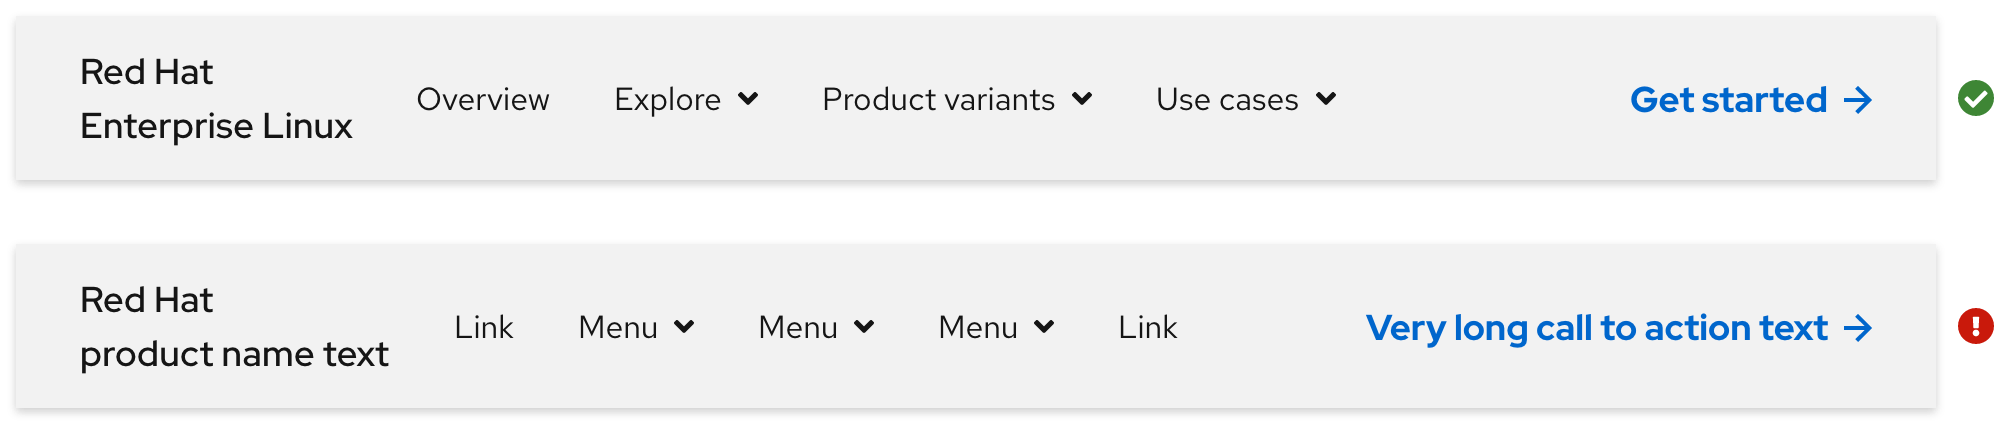 Red Hat
Enterprise Linux
Overview Explore Product variants Use cases Get started
Red Hat
product name text
Link Menu Menu Menu Link Very long call to action text